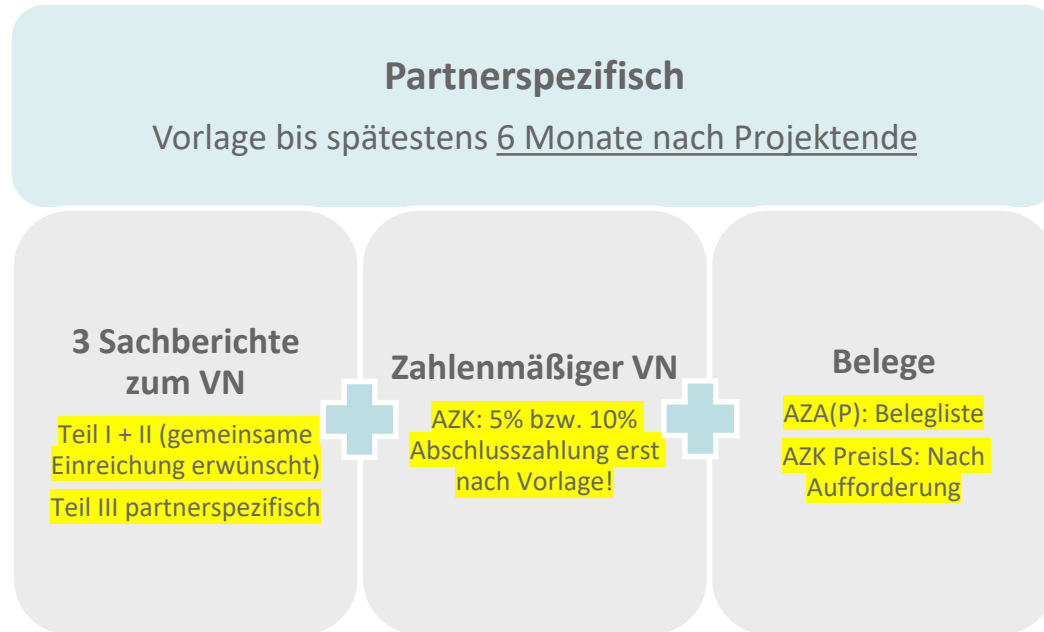 Partnerspezifisch
Vorlage bis spätestens 6 Monate nach Projektende
3 Sachberichte
zum VN
Teil I + II (gemeinsame
Einreichung erwünscht)
Teil III partnerspezifisch
Zahlenmäßiger VN
AZK: 5% bzw. 10%
Abschlusszahlung erst
nach Vorlage!
Belege
AZA(P): Belegliste
AZK PreisLS: Nach
Aufforderung